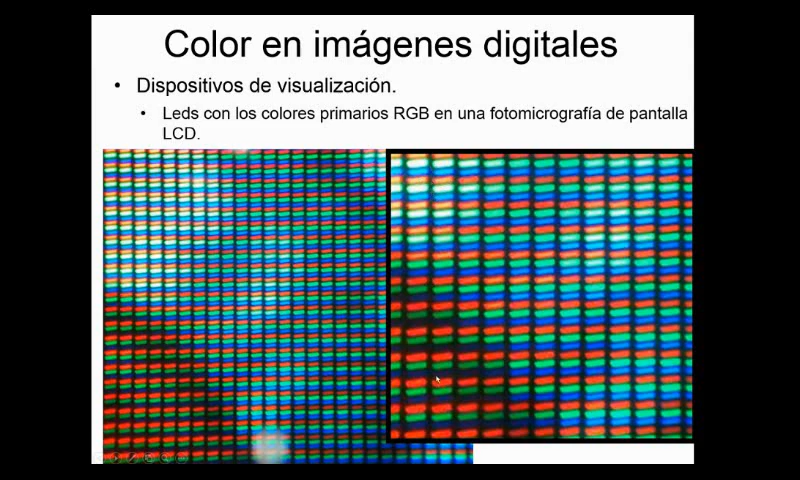 Color en imágenes digitales
• Dispositivos de visualización.
• Leds con los colores primarios RGB en una fotomicrografía de pantalla
LCD.